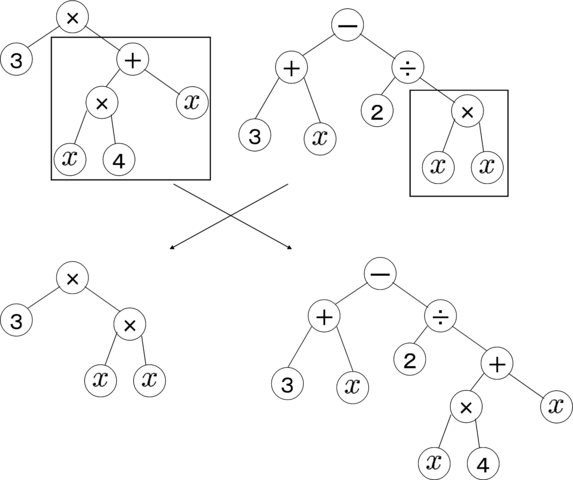 × −
3 + + ÷
× x 3 x 2 ×
x 4 x x
× −
3 × + ÷
x x 3 x 2 +
× x
x 4